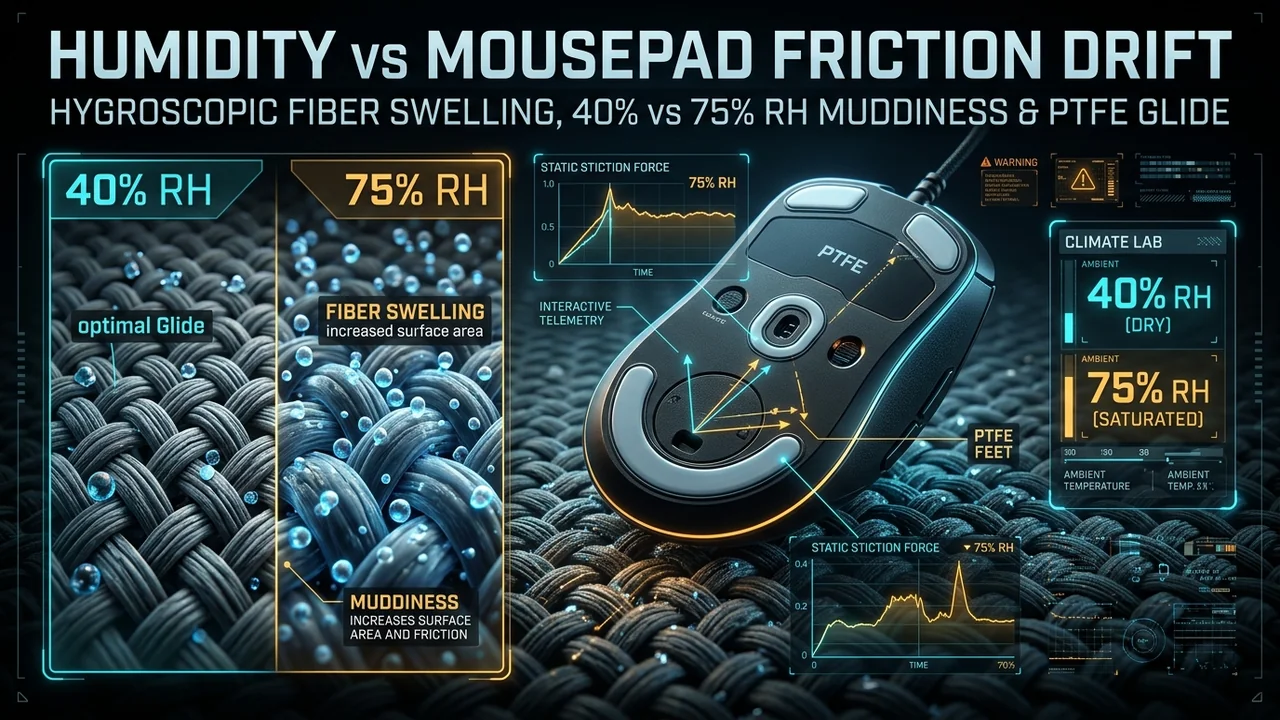 HUMIDITY vs MOUSEPAD FRICTION DRIFT
HYGROSCOPIC FIBER SWELLING, 40% vs 75% RH MUDDINESS & PTFE GLIDE
40% RH
75% RH
optimal Glide
FIBER SWELLING
increased surface area
MUDDINESS
INCREASES SURFACE
AREA AND FRICTION
STATIC STICTION FORCE
75% RH
1.0
0.5
0
TIME
INTERACTIVE
TELEMETRY
PTFE
PTFE
FEET
WARNING
CLIMATE LAB
AMBIENT
40% RH
(DRY)
AMBIENT
75% RH
(SATURATED)
AMBIENT
TEMPERATURE
AMBIENT
STATIC STICTION FORCE
75% RH
0.4
0.2
0
0
TIME
70%